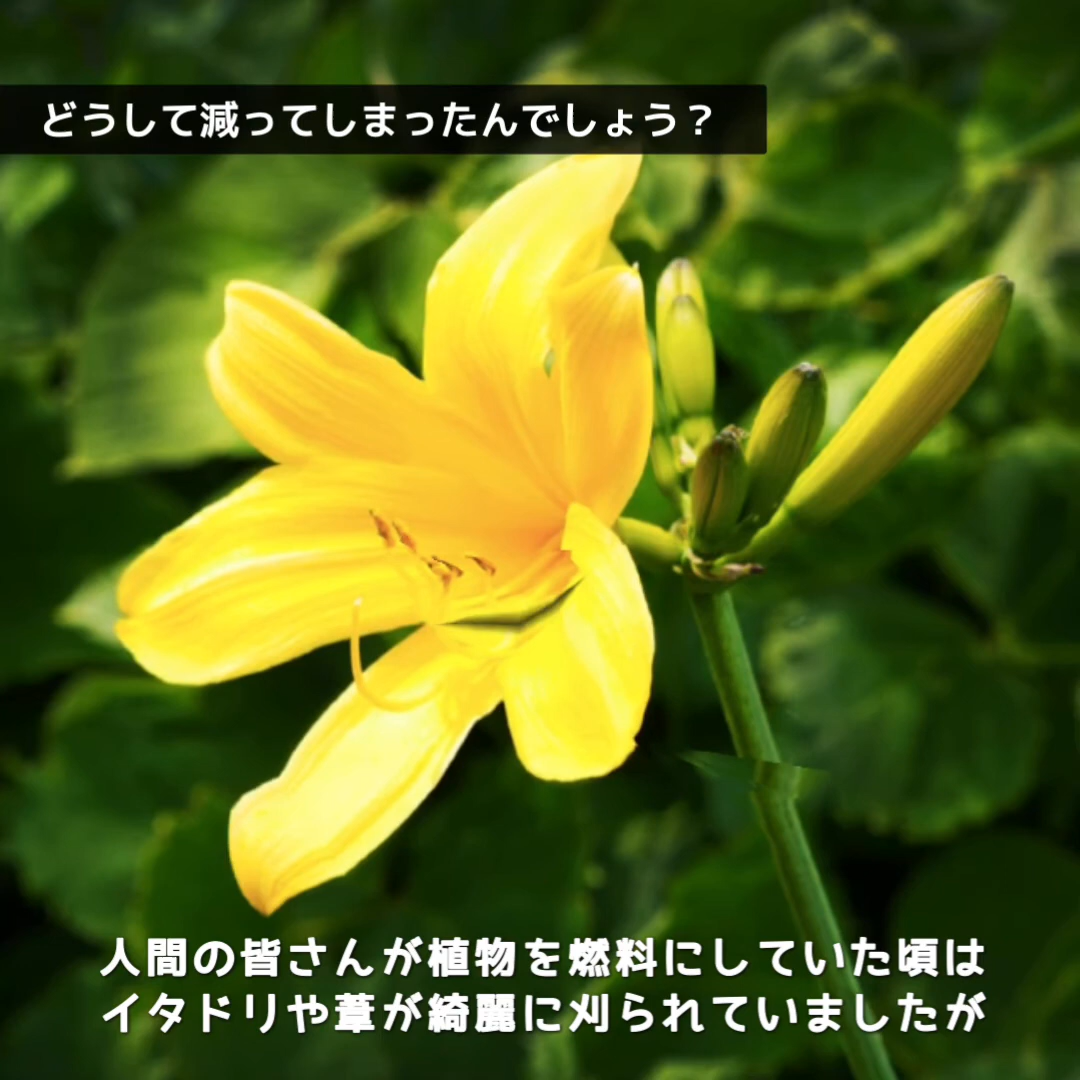 どうして減ってしまったんでしょう？
人間の皆さんが植物を燃料にしていた頃は
イタドリや葦が綺麗に刈られていましたが